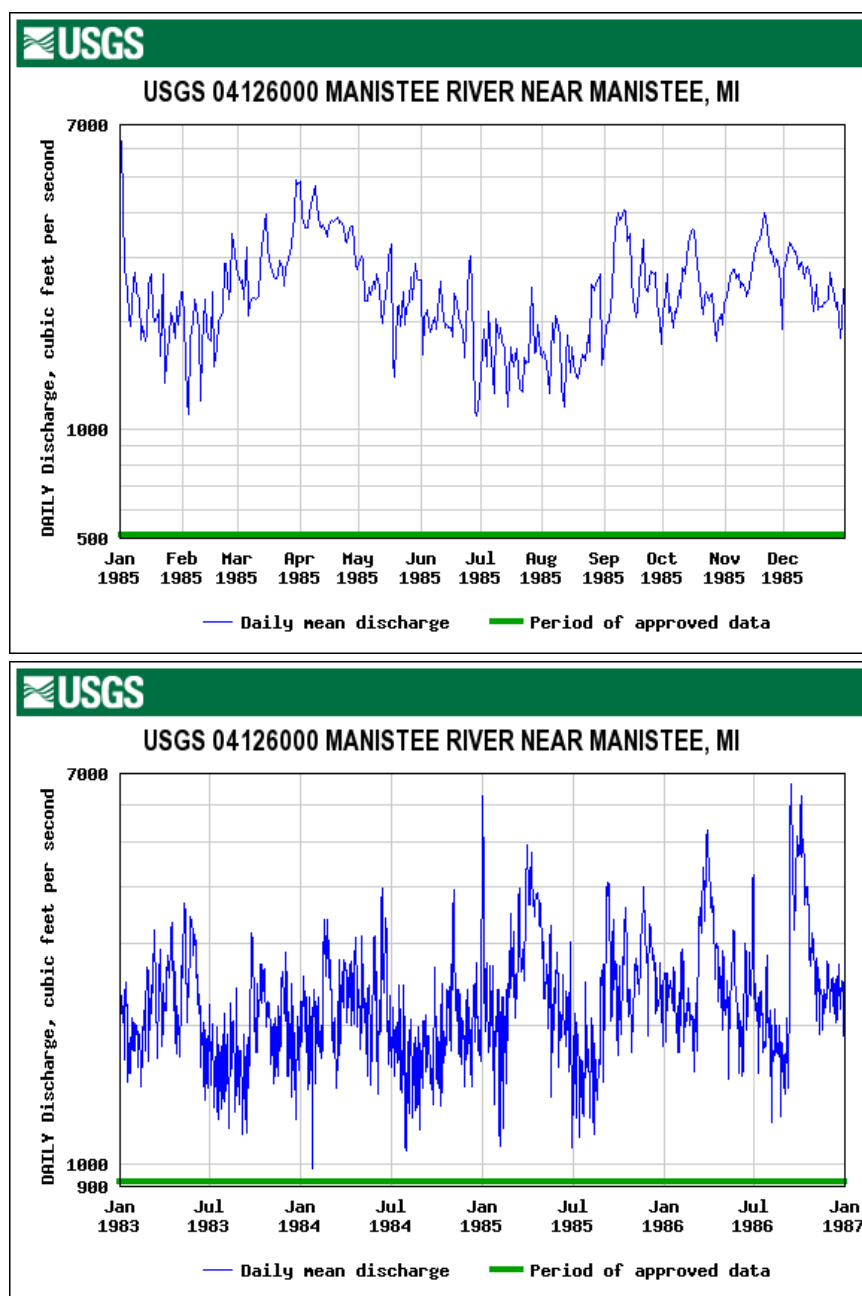 USGS
USGS 04126000 MANISTEE RIVER NEAR MANISTEE, MI
DAILY Discharge, cubic feet per second
7000
1000
500
Jan Feb Mar Apr May Jun Jul Aug Sep Oct Nov Dec
1985 1985 1985 1985 1985 1985 1985 1985 1985 1985 1985 1985
Daily mean discharge Period of approved data
USGS
USGS 04126000 MANISTEE RIVER NEAR MANISTEE, MI
DAILY Discharge, cubic feet per second
7000
1000
900
Jan Jul Jan Jul Jan Jul Jan Jul Jan
1983 1983 1984 1984 1985 1985 1986 1986 1987
Daily mean discharge Period of approved data